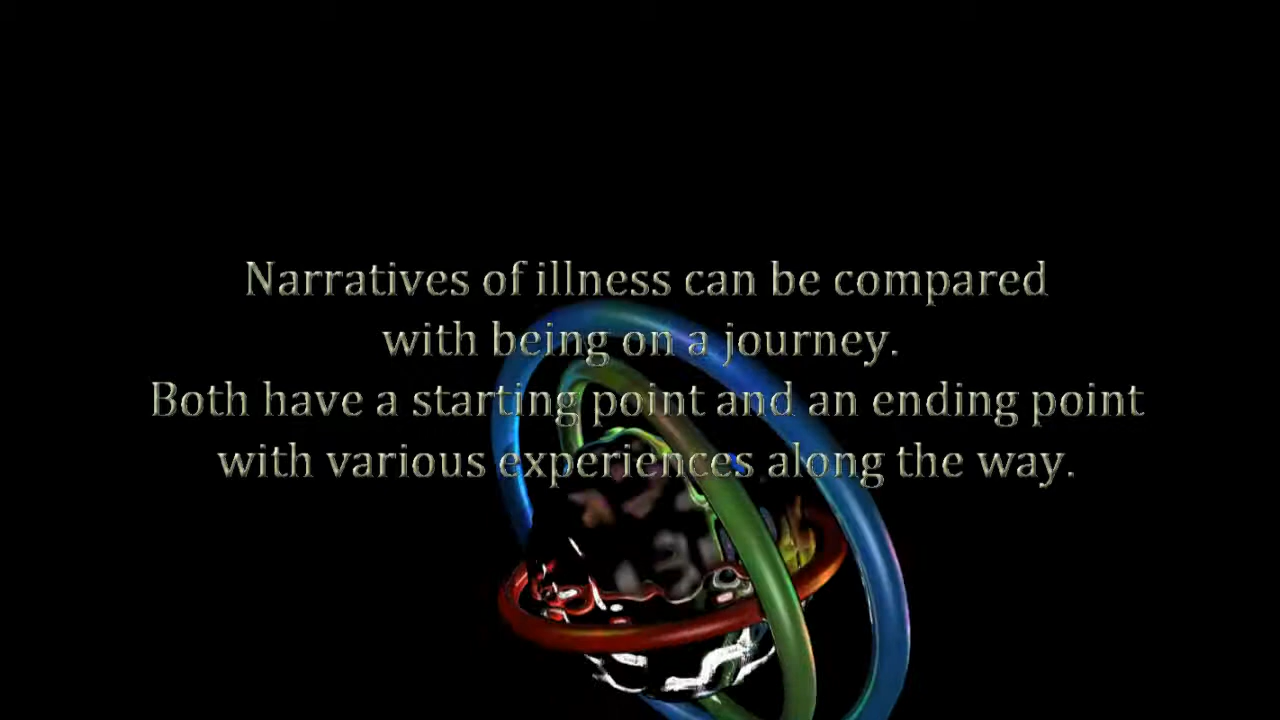 Narratives of illness can be compared
with being on a journey.
Both have a starting point and an ending point
with various experiences along the way.